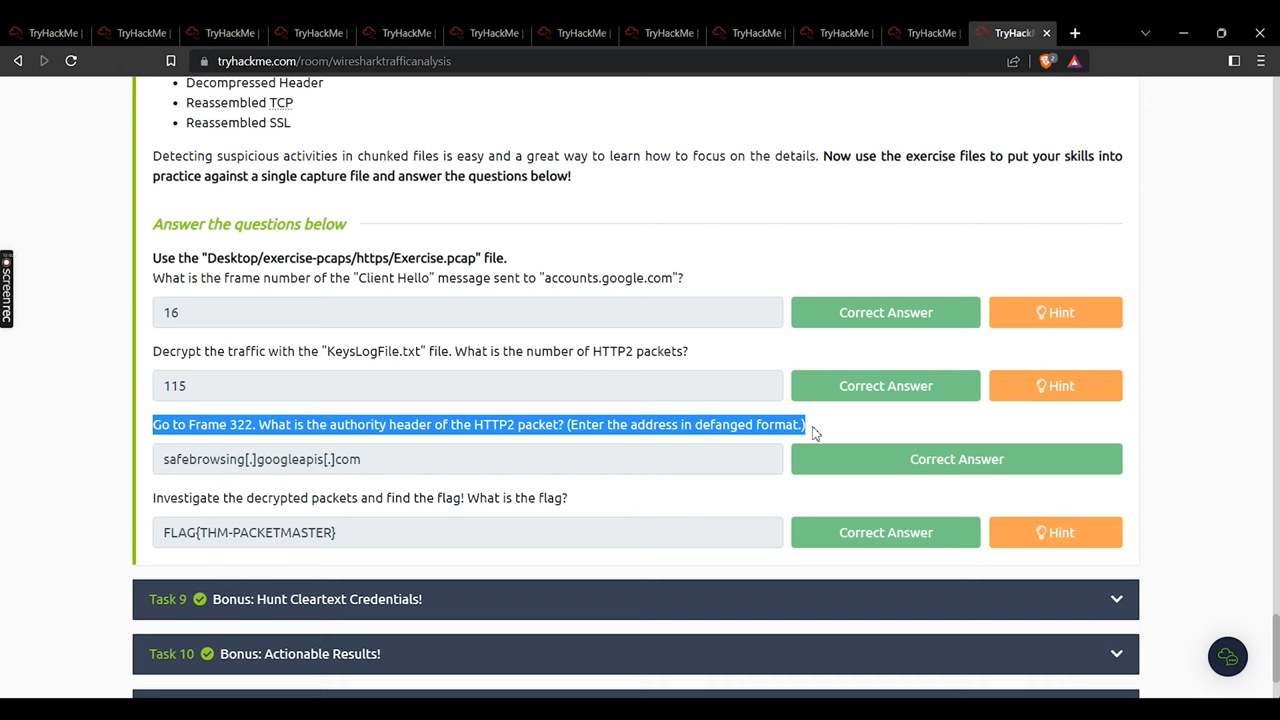 TryHackMe |
TryHackMe |
TryHackMe |
TryHackMe |
TryHackMe |
TryHackMe |
TryHackMe |
TryHackMe |
TryHackMe |
TryHackMe |
TryHackMe |
TryHackM
tryhackme.com/room/wiresharktrafficanalysis
2
• Decompressed Header
• Reassembled TCP
• Reassembled SSL
Detecting suspicious activities in chunked files is easy and a great way to learn how to focus on the details. Now use the exercise files to put your skills into
practice against a single capture file and answer the questions below!
Answer the questions below
Use the "Desktop/exercise-pcaps/https/Exercise.pcap" file.
What is the frame number of the "Client Hello" message sent to "accounts.google.com"?
16
Correct Answer
Hint
Decrypt the traffic with the "KeysLogFile.txt" file. What is the number of HTTP2 packets?
115
Correct Answer
Hint
Go to Frame 322. What is the authority header of the HTTP2 packet? (Enter the address in defanged format.)
safebrowsing[.]googleapis[.]com
Correct Answer
Investigate the decrypted packets and find the flag! What is the flag?
FLAG{THM-PACKETMASTER}
Correct Answer
Hint
Task 9 Bonus: Hunt Cleartext Credentials!
Task 10 Bonus: Actionable Results!
screenrec